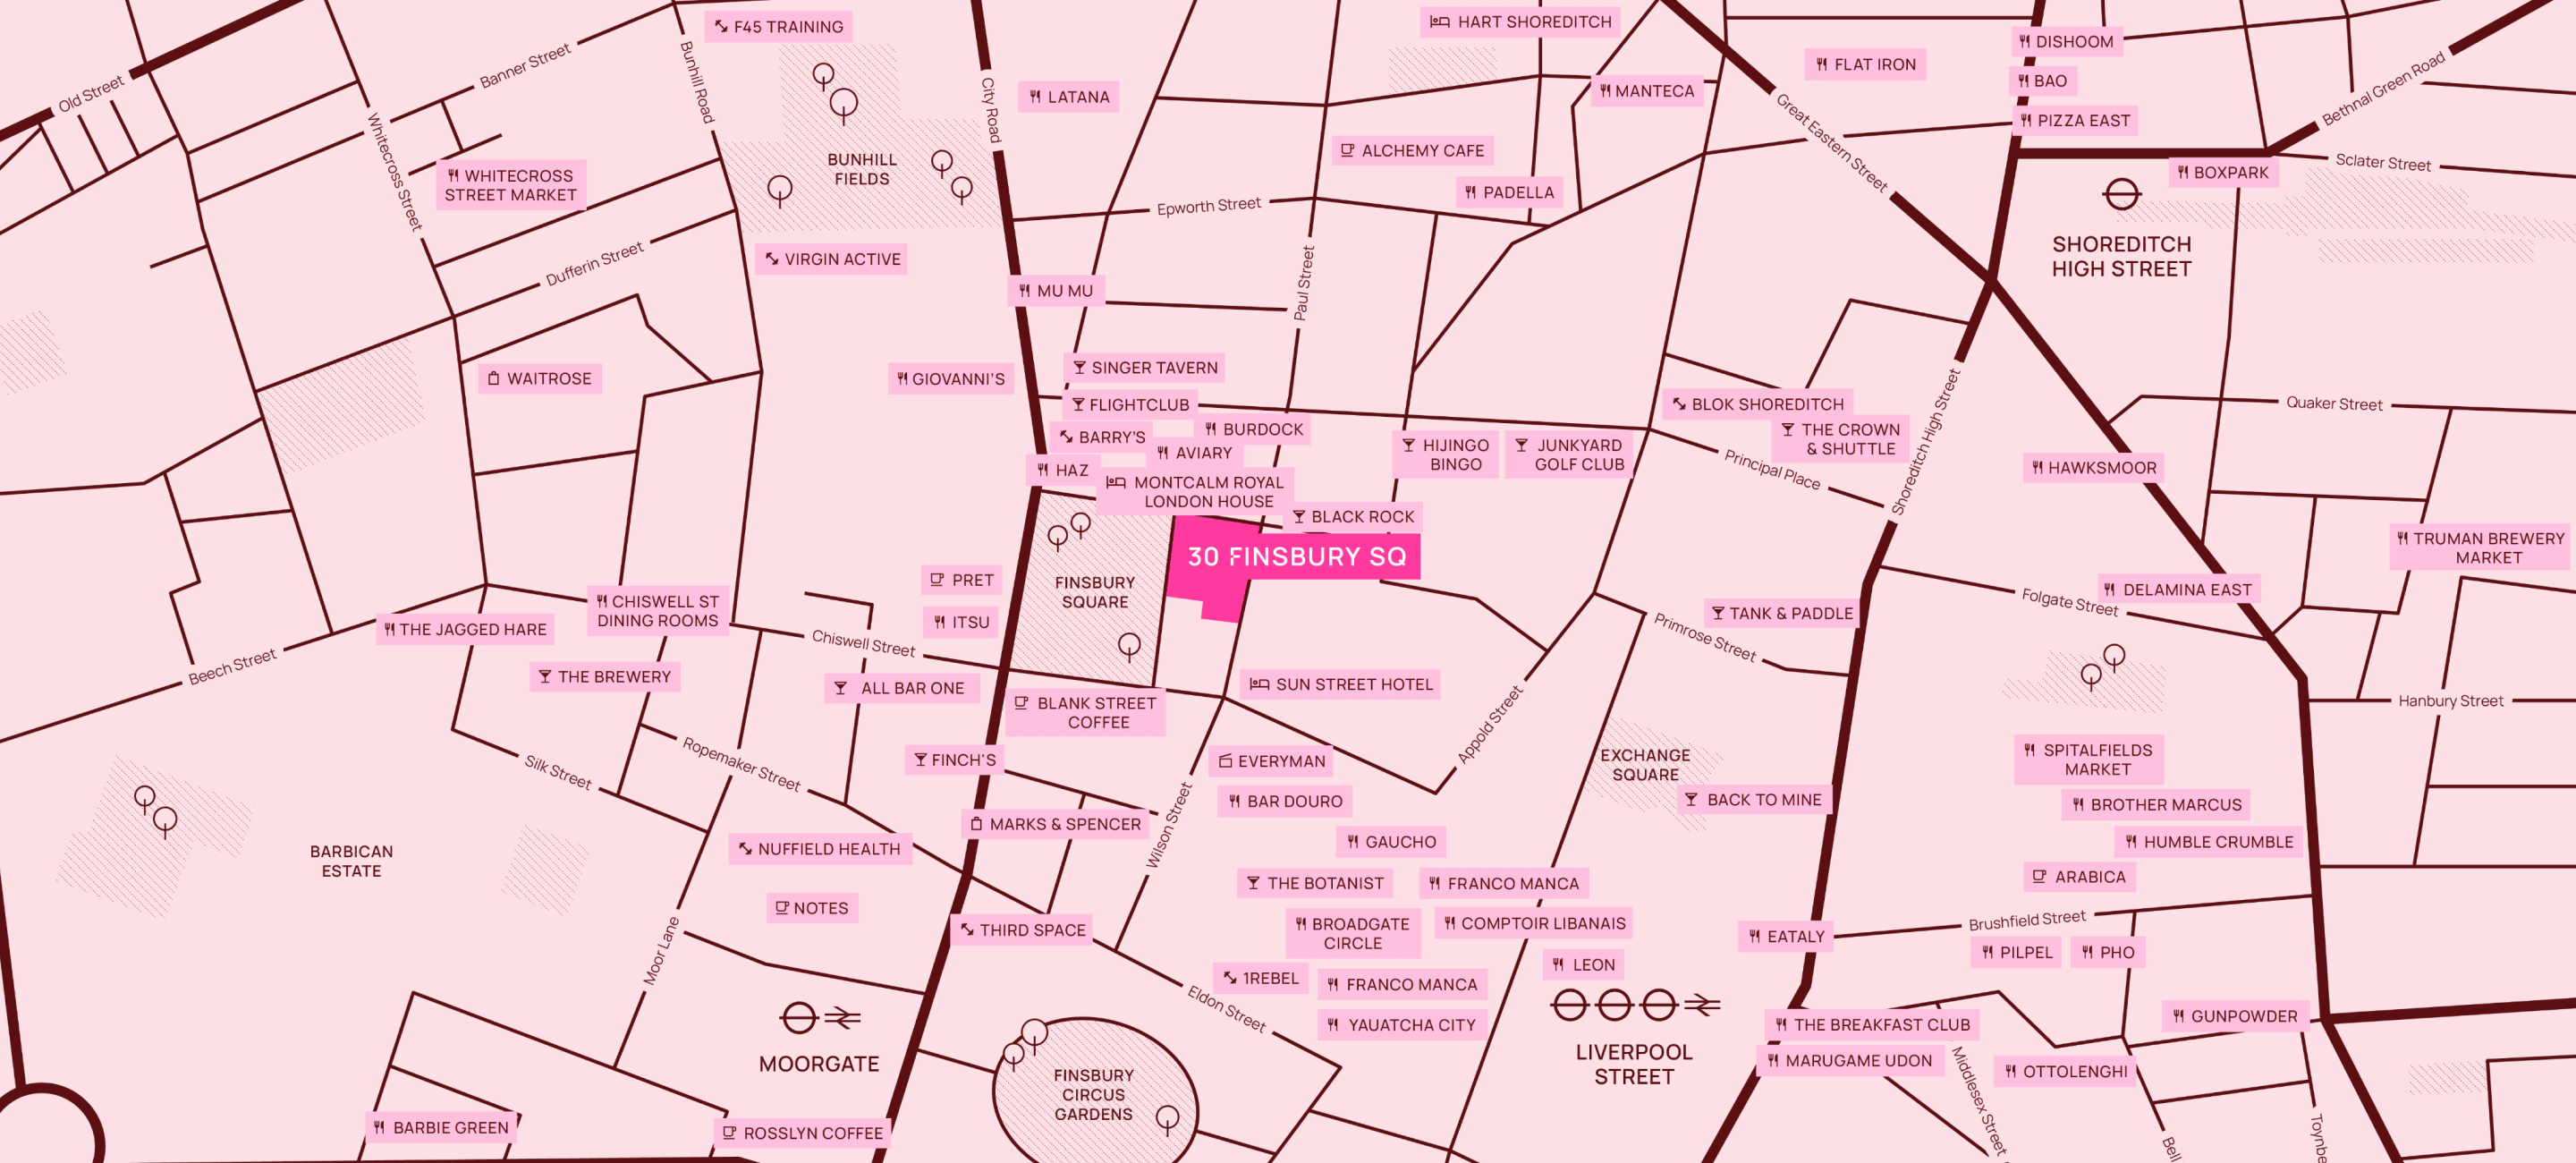 F45 TRAINING
HART SHOREDITCH
DISHOOM
Old Street
Banner Street
Bunhill Road
City Road
LATANA
MANTECA
FLAT IRON
BAO
Great Eastern Street
PIZZA EAST
Bethnal Green Road
Whitecross Street
WHITECROSS
STREET MARKET
BUNHILL
FIELDS
ALCHEMY CAFE
PADELLA
BOXPARK
Sclater Street
Epworth Street
SHOREDITCH
HIGH STREET
Dufferin Street
VIRGIN ACTIVE
MU MU
Paul Street
WAITROSE
GIOVANNI'S
SINGER TAVERN
FLIGHTCLUB
BARRY'S
BURDOCK
AVIARY
HAZ
MONTCALM ROYAL
LONDON HOUSE
HIJINGO
BINGO
JUNKYARD
GOLF CLUB
BLOK SHOREDITCH
THE CROWN
& SHUTTLE
Principal Place
Shoreditch High Street
Quaker Street
HAWKSMOOR
BLACK ROCK
30 FINSBURY SQ
TRUMAN BREWERY
MARKET
PRET
FINSBURY
SQUARE
ITSU
DELAMINA EAST
Folgate Street
CHISWELL ST
DINING ROOMS
THE JAGGED HARE
Chiswell Street
TANK & PADDLE
Primrose Street
Beech Street
THE BREWERY
ALL BAR ONE
BLANK STREET
COFFEE
SUN STREET HOTEL
Appold Street
Hanbury Street
Silk Street
Ropemaker Street
FINCH'S
EVERYMAN
EXCHANGE
SQUARE
SPITALFIELDS
MARKET
BAR DOURO
BACK TO MINE
BROTHER MARCUS
MARKS & SPENCER
Wilson Street
GAUCHO
HUMBLE CRUMBLE
BARBICAN
ESTATE
NUFFIELD HEALTH
THE BOTANIST
FRANCO MANCA
ARABICA
NOTES
THIRD SPACE
BROADGATE
CIRCLE
COMPTOIR LIBANAIS
EATALY
Brushfield Street
Moor Lane
PILPEL
PHO
1REBEL
FRANCO MANCA
LEON
Eldon Street
YAUATCHA CITY
THE BREAKFAST CLUB
GUNPOWDER
MOORGATE
LIVERPOOL
STREET
MARUGAME UDON
Middlesex Street
OTTOLENGHI
FINSBURY
CIRCUS
GARDENS
BARBIE GREEN
ROSSLYN COFFEE
Bell
Toynbe